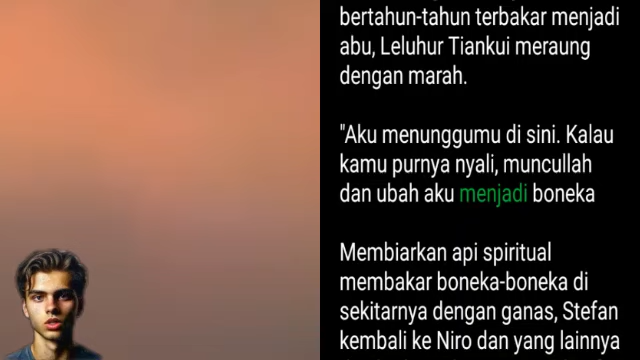 bertahun-tahun terbakar menjadi
abu, Leluhur Tiankui meraung
dengan marah.
"Aku menunggumu di sini. Kalau
kamu purnya nyali, muncullah
dan ubah aku menjadi boneka
Membiarkan api spiritual
membakar boneka-boneka di
sekitarnya dengan ganas, Stefan
kembali ke Niro dan yang lainnya